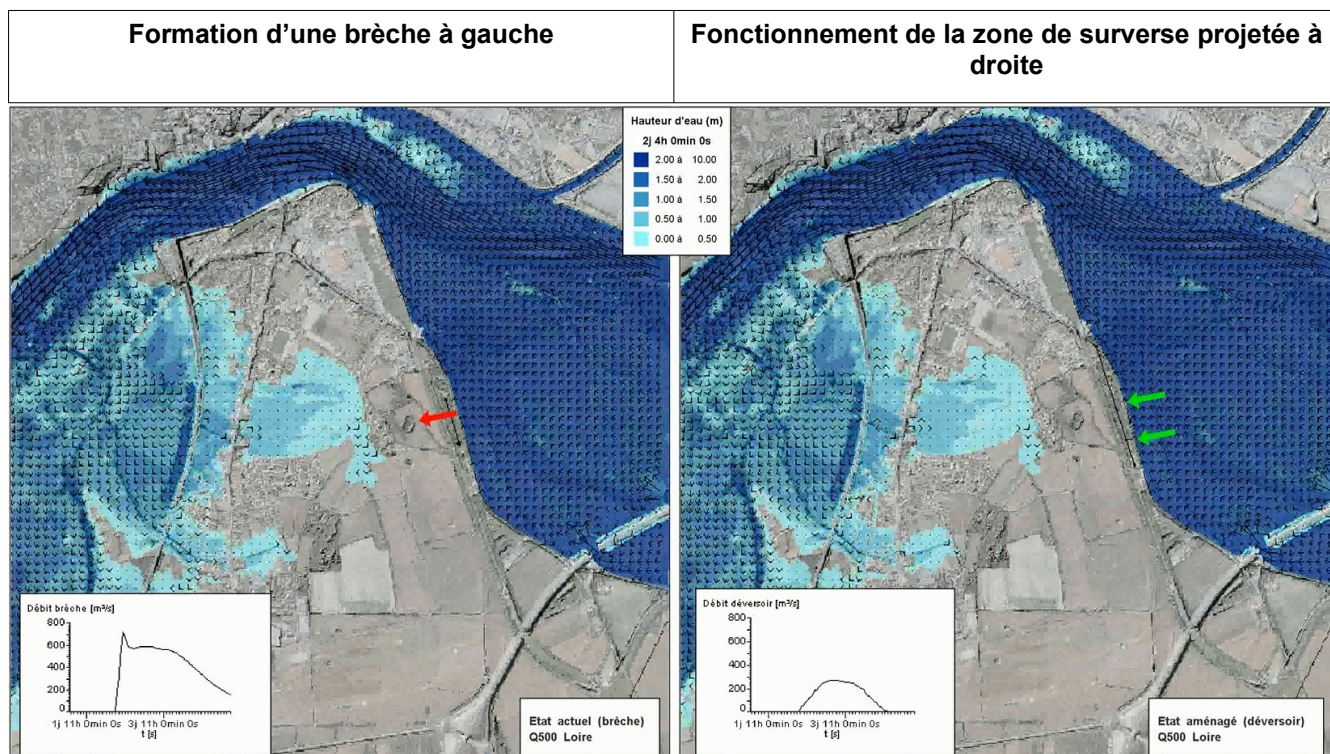 Formation d'une brèche à gauche
Fonctionnement de la zone de surverse projetée à
droite
Hauteur d'eau (m)
2j 4h 0min 0s
2.00 à 10.00
1.50 à 2.00
1.00 à 1.50
0.50 à 1.00
0.00 à 0.50
Débit brèche [m³/s]
800
600
400
200
0
1j 11h 0min 0s 3j 11h 0min 0s
t [s]
Etat actuel (brèche)
Q500 Loire
Débit déversoir [m³/s]
800
600
400
200
0
1j 11h 0min 0s 3j 11h 0min 0s
t [s]
Etat aménagé (déversoir)
Q500 Loire